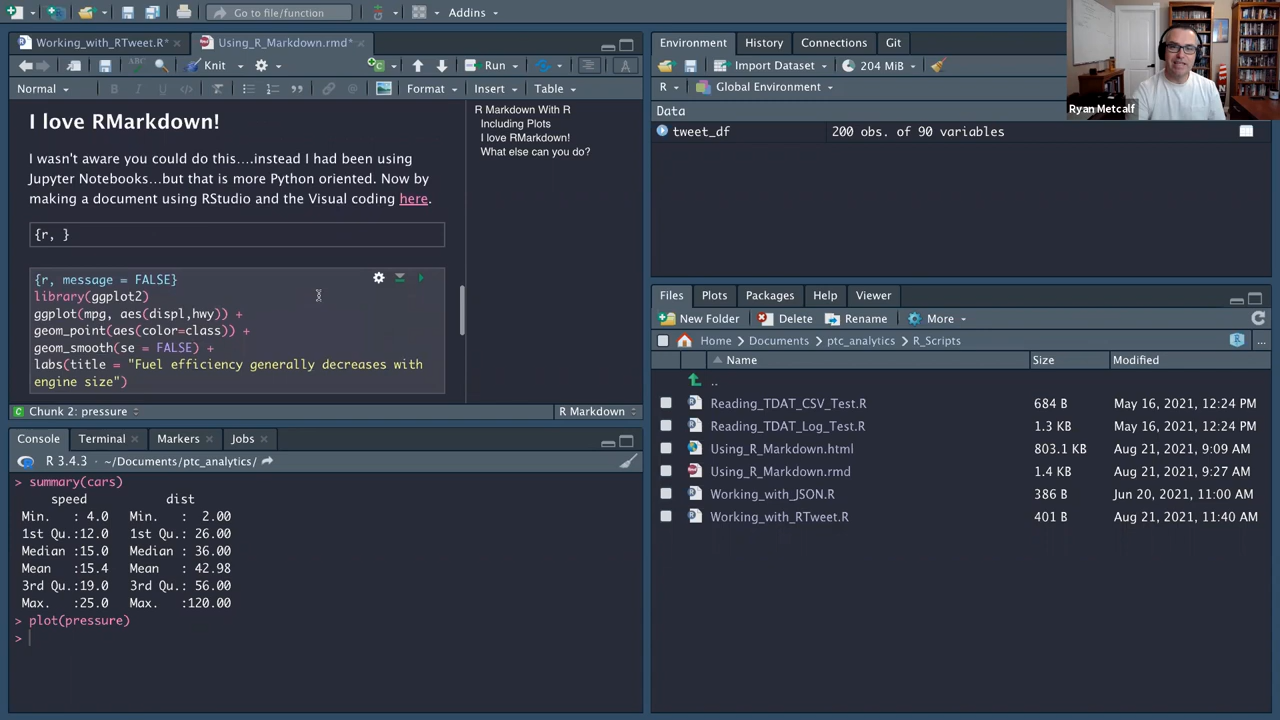 Go to file/function
Addins
Working_with_RTweet.R*
Using_R_Markdown.rmd*
Knit
Run
Normal
B
I
Format
Insert
Table
I love RMarkdown!
I wasn't aware you could do this....instead I had been using
Jupyter Notebooks...but that is more Python oriented. Now by
making a document using RStudio and the Visual coding here.
{r, }
{r, message = FALSE}
library(ggplot2)
ggplot(mpg, aes(displ,hwy)) +
geom_point(aes(color=class)) +
geom_smooth(se = FALSE) +
labs(title = "Fuel efficiency generally decreases with
engine size")
R Markdown With R
Including Plots
I love RMarkdown!
What else can you do?
Chunk 2: pressure
R Markdown
Console
Terminal
Markers
Jobs
R 3.4.3 · ~/Documents/ptc_analytics/
> summary(cars)
speed dist
Min. : 4.0 Min. : 2.00
1st Qu.:12.0 1st Qu.: 26.00
Median :15.0 Median : 36.00
Mean :15.4 Mean : 42.98
3rd Qu.:19.0 3rd Qu.: 56.00
Max. :25.0 Max. :120.00
> plot(pressure)
>
Environment
History
Connections
Git
Import Dataset
204 MiB
R
Global Environment
Data
tweet_df
200 obs. of 90 variables
Ryan Metcalf
Files
Plots
Packages
Help
Viewer
New Folder
Delete
Rename
More
Home
Documents
ptc_analytics
R_Scripts
...
Name Size Modified
..
Reading_TDAT_CSV_Test.R 684 B May 16, 2021, 12:24 PM
Reading_TDAT_Log_Test.R 1.3 KB May 16, 2021, 12:24 PM
Using_R_Markdown.html 803.1 KB Aug 21, 2021, 9:09 AM
Using_R_Markdown.rmd 1.4 KB Aug 21, 2021, 9:27 AM
Working_with_JSON.R 386 B Jun 20, 2021, 11:00 AM
Working_with_RTweet.R 401 B Aug 21, 2021, 11:40 AM